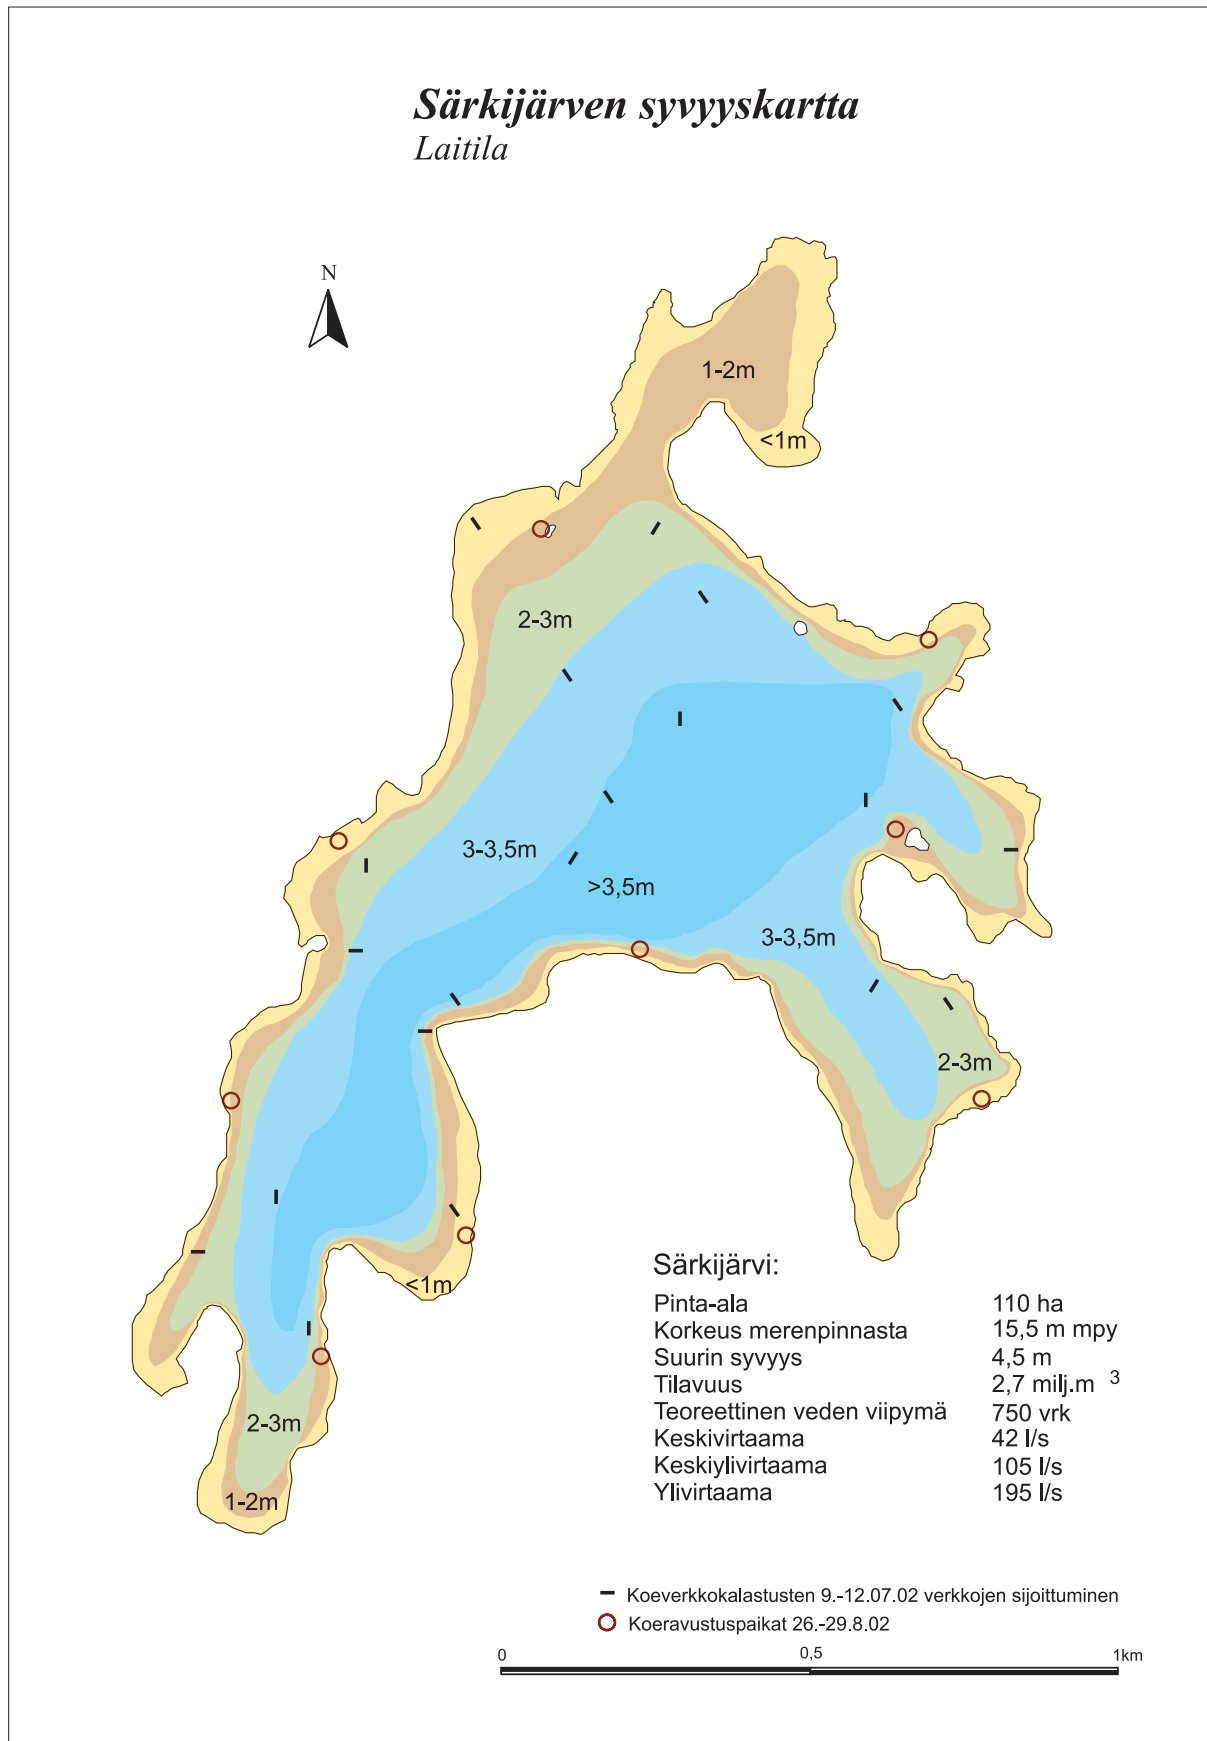 Särkijärven syvyyskartta
Laitila
N
1-2m
<1m
2-3m
3-3,5m
>3,5m
3-3,5m
2-3m
<1m
2-3m
1-2m
Särkijärvi:
Pinta-ala 110 ha
Korkeus merenpinnasta 15,5 m mpy
Suurin syvyys 4,5 m
Tilavuus 2,7 milj.m 3
Teoreettinen veden viipymä 750 vrk
Keskivirtaama 42 l/s
Keskiylivirtaama 105 l/s
Ylivirtaama 195 l/s
Koeverkkokalastusten 9.-12.07.02 verkkojen sijoittuminen
Koeravustuspaikat 26.-29.8.02
0 0,5 1km